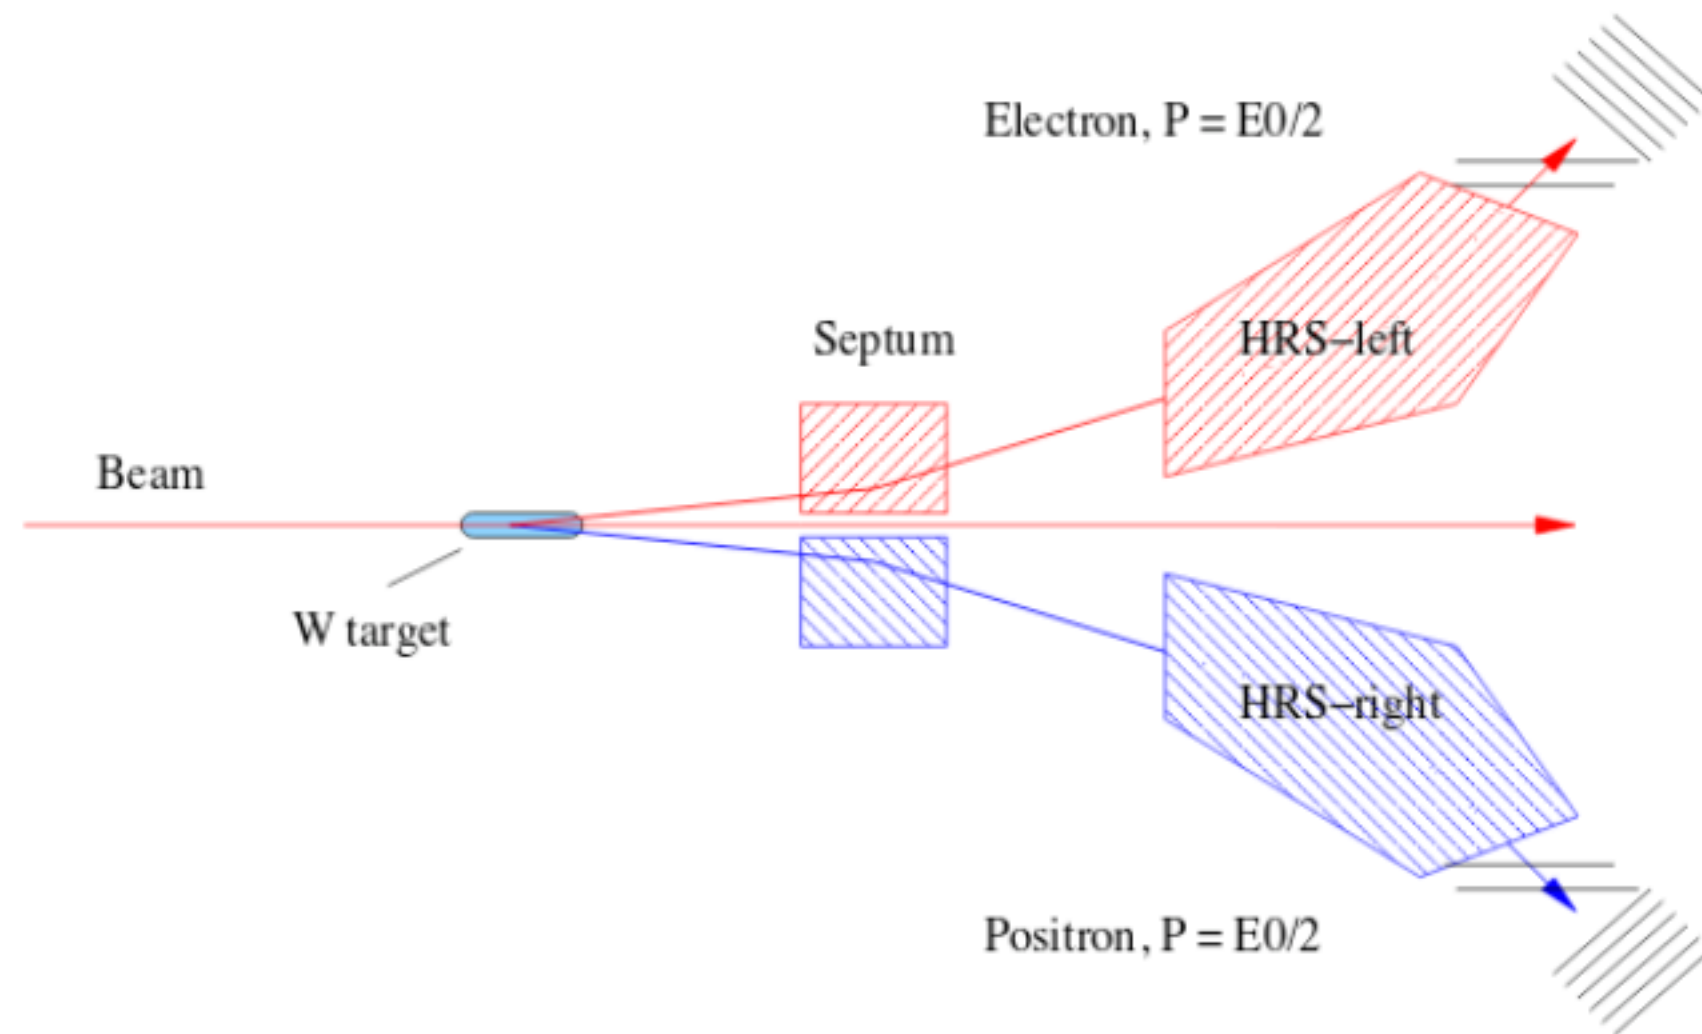 Electron, P = E0/2
Septum
HRS–left
Beam
W target
HRS–right
Positron, P = E0/2